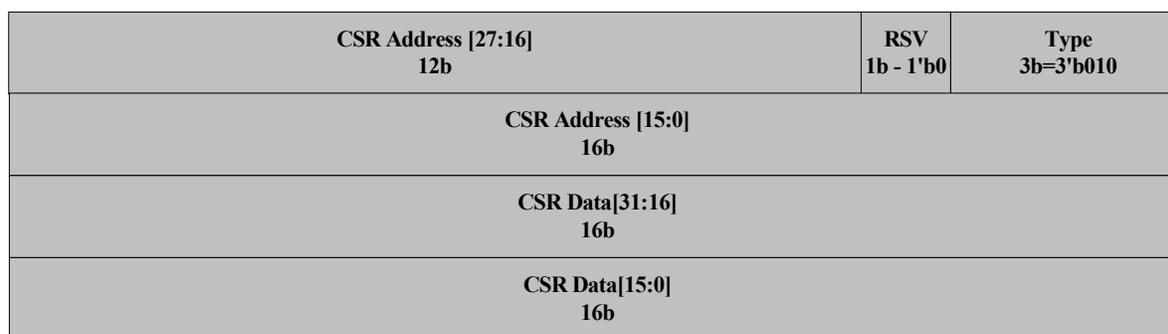 CSR Address [27:16]
12b
RSV
1b - 1'b0
Type
3b=3'b010
CSR Address [15:0]
16b
CSR Data[31:16]
16b
CSR Data[15:0]
16b